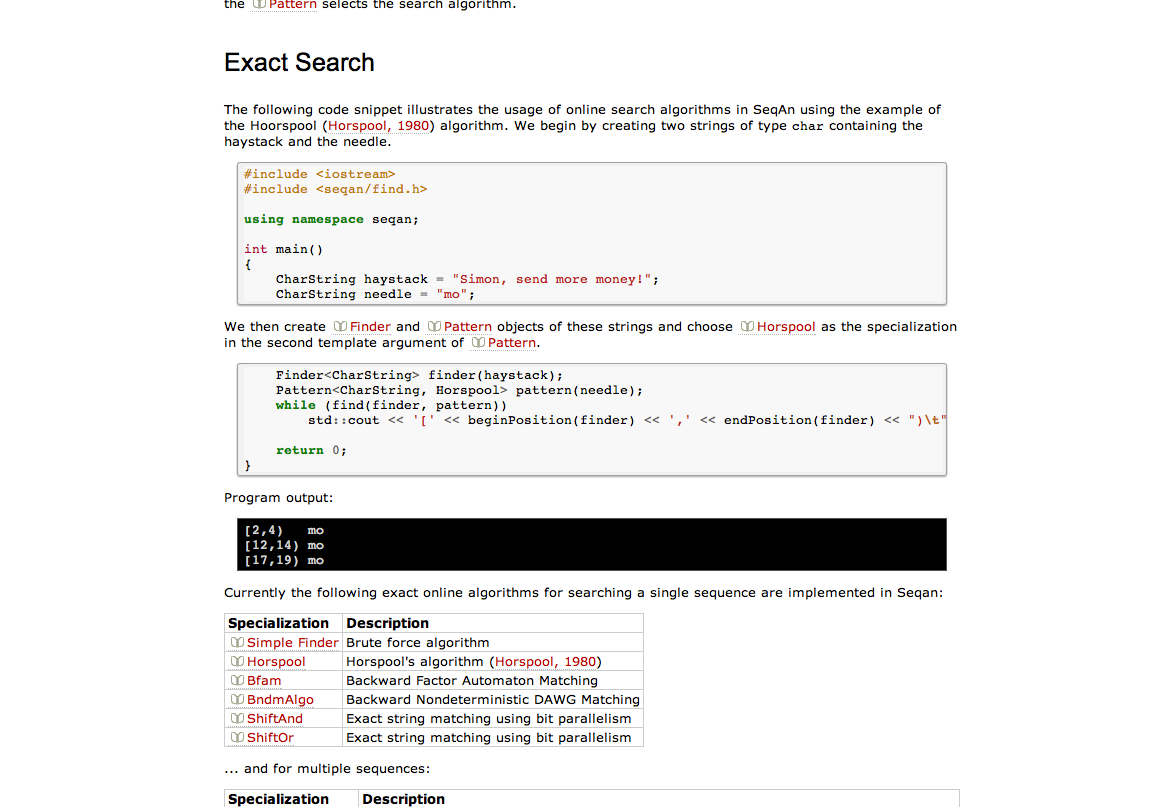 the Pattern selects the search algorithm.
Exact Search
The following code snippet illustrates the usage of online search algorithms in SeqAn using the example of
the Hoorspool (Horspool, 1980) algorithm. We begin by creating two strings of type char containing the
haystack and the needle.
#include <iostream>
#include <seqan/find.h>
using namespace seqan;
int main()
{
    CharString haystack = "Simon, send more money!";
    CharString needle = "mo";
We then create Finder and Pattern objects of these strings and choose Horspool as the specialization
in the second template argument of Pattern.
    Finder<CharString> finder(haystack);
    Pattern<CharString, Horspool> pattern(needle);
    while (find(finder, pattern))
        std::cout << '[' << beginPosition(finder) << ',' << endPosition(finder) << ")\t"
    return 0;
}
Program output:
[2,4)   mo
[12,14) mo
[17,19) mo
Currently the following exact online algorithms for searching a single sequence are implemented in Seqan:
Specialization Description
Simple Finder Brute force algorithm
Horspool Horspool's algorithm (Horspool, 1980)
Bfam Backward Factor Automaton Matching
BndmAlgo Backward Nondeterministic DAWG Matching
ShiftAnd Exact string matching using bit parallelism
ShiftOr Exact string matching using bit parallelism
... and for multiple sequences:
Specialization Description